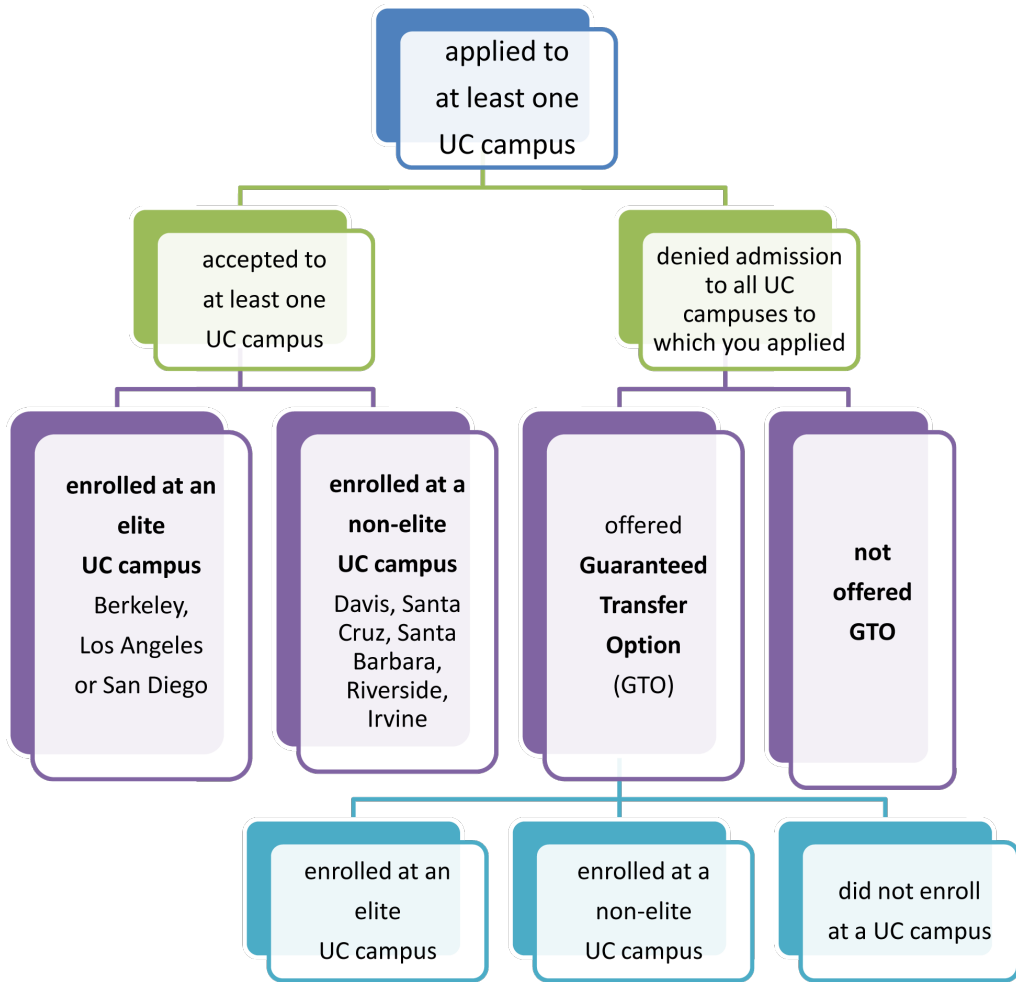 applied to
at least one
UC campus
accepted to
at least one
UC campus
denied admission
to all UC
campuses to
which you applied
enrolled at an
elite
UC campus
Berkeley,
Los Angeles
or San Diego
enrolled at a
non-elite
UC campus
Davis, Santa
Cruz, Santa
Barbara,
Riverside,
Irvine
offered
Guaranteed
Transfer
Option
(GTO)
not
offered
GTO
enrolled at an
elite
UC campus
enrolled at a
non-elite
UC campus
did not enroll
at a UC campus